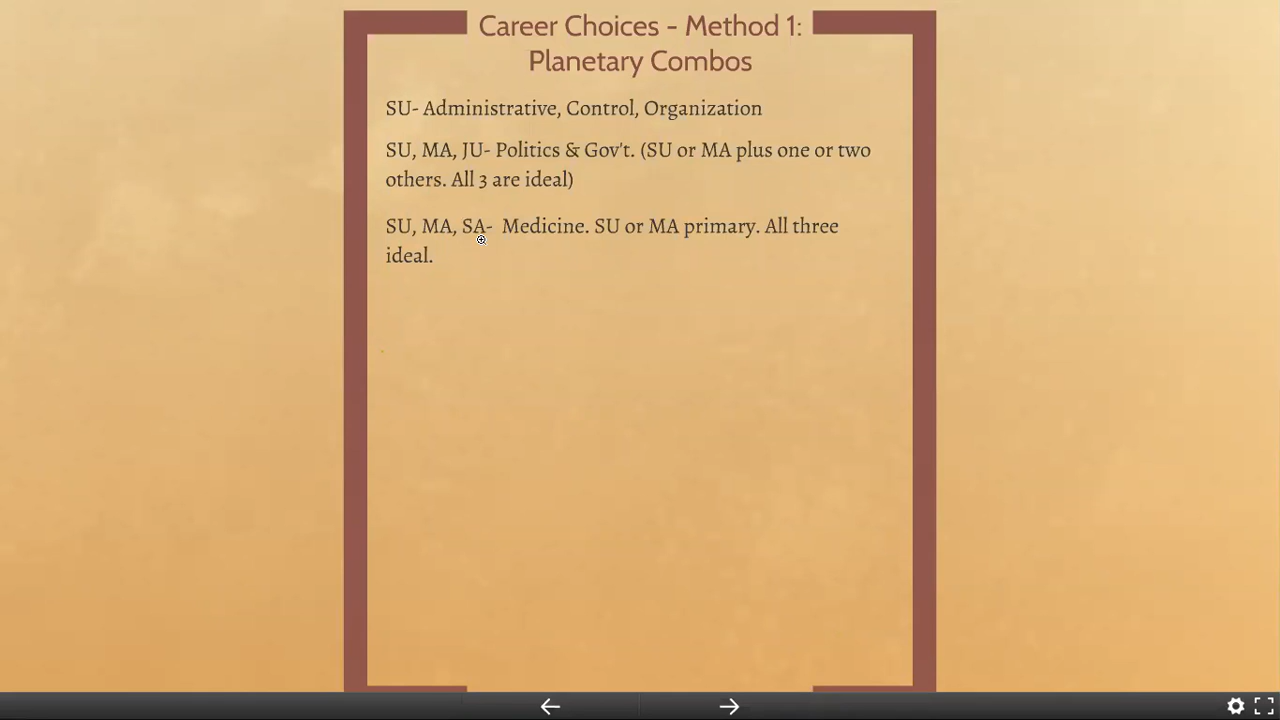 Career Choices - Method 1:
Planetary Combos
SU- Administrative, Control, Organization
SU, MA, JU- Politics & Gov't. (SU or MA plus one or two
others. All 3 are ideal)
SU, MA, SA-  Medicine. SU or MA primary. All three
ideal.